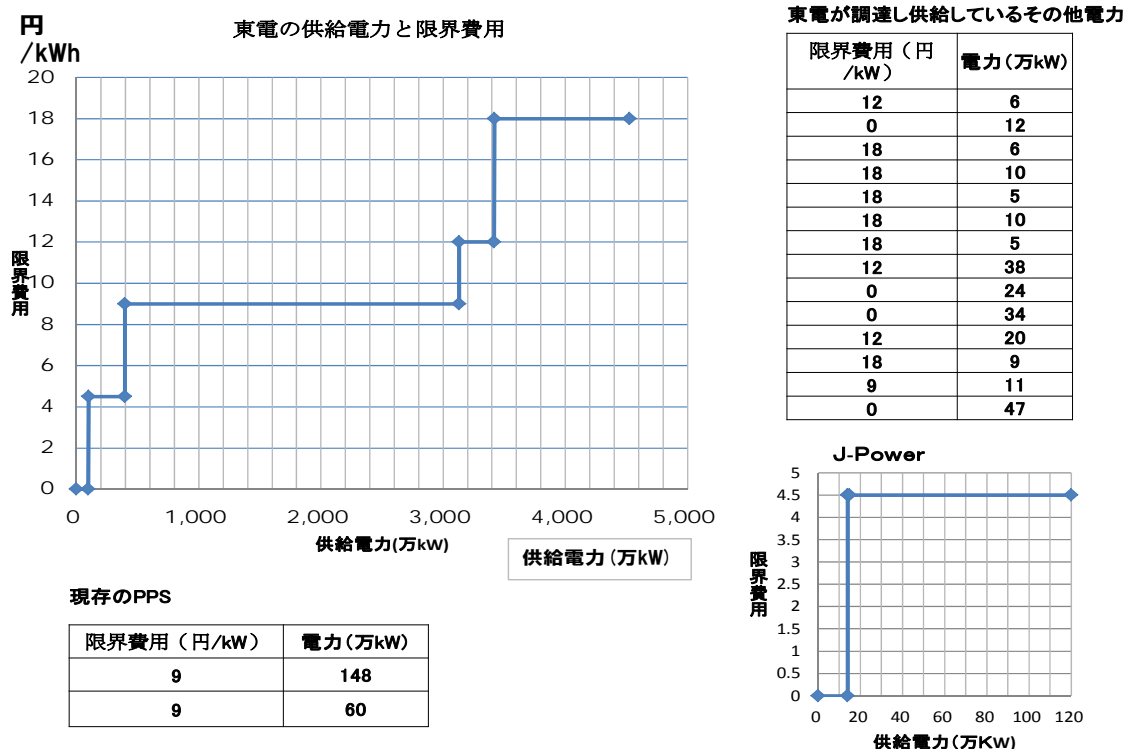 円
/kWh
東電の供給電力と限界費用
20
18
16
14
12
10
8
6
4
2
0
限界費用
0 1,000 2,000 3,000 4,000 5,000
供給電力(万kW)
供給電力(万kW)
現存のPPS
限界費用（円/kW） 電力(万kW)
9 148
9 60
東電が調達し供給しているその他電力
限界費用（円
/kW） 電力(万kW)
12 6
0 12
18 6
18 10
18 5
18 10
18 5
12 38
0 24
0 34
12 20
18 9
9 11
0 47
J-Power
5
4.5
4
3.5
3
2.5
2
1.5
1
0.5
0
限界費用
0 20 40 60 80 100 120
供給電力(万Kw)